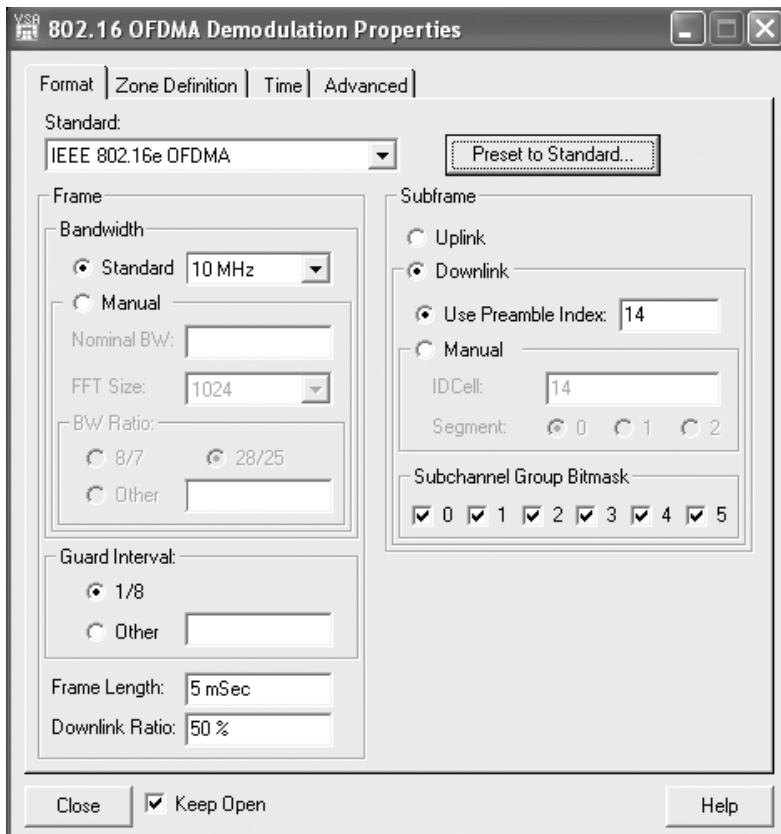 VSA
802.16 OFDMA Demodulation Properties
Format Zone Definition Time Advanced
Standard:
IEEE 802.16e OFDMA
Preset to Standard...
Frame
Bandwidth
Standard 10 MHz
Manual
Nominal BW:
FFT Size: 1024
BW Ratio:
8/7 28/25
Other
Guard Interval:
1/8
Other
Frame Length: 5 mSec
Downlink Ratio: 50 %
Subframe
Uplink
Downlink
Use Preamble Index: 14
Manual
IDCell: 14
Segment: 0 1 2
Subchannel Group Bitmask
0 1 2 3 4 5
Close Keep Open Help